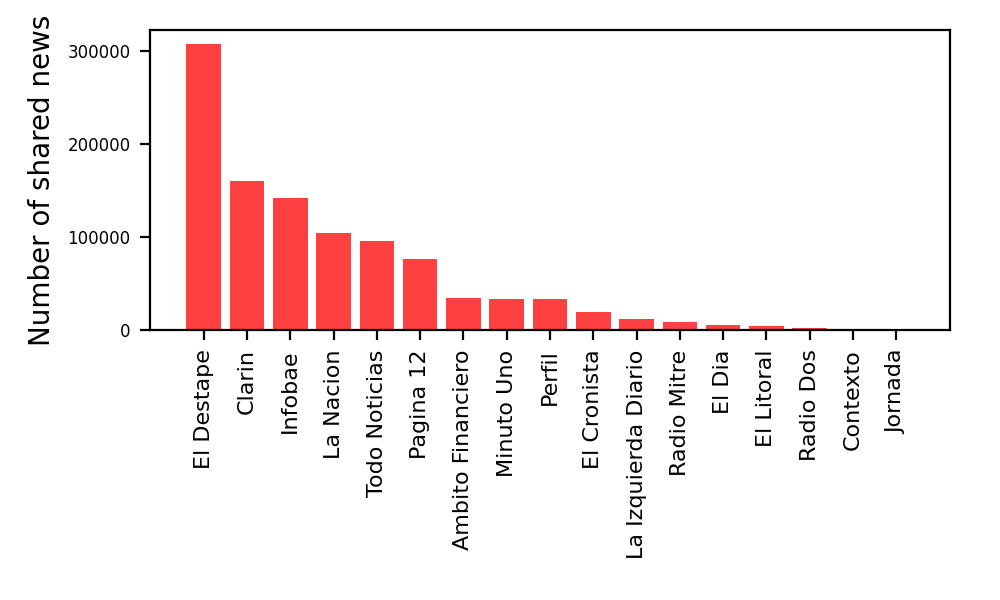 Number of shared news
300000
200000
100000
0
El Destape
Clarin
Infobae
La Nacion
Todo Noticias
Pagina 12
Ambito Financiero
Minuto Uno
Perfil
El Cronista
La Izquierda Diario
Radio Mitre
El Dia
El Litoral
Radio Dos
Contexto
Jornada